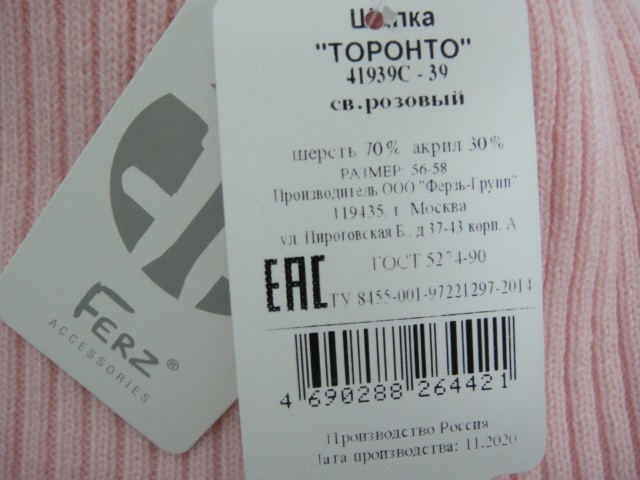 Шапка
"ТОРОНТО"
41939С - 39
св.розовый
шерсть 70% акрил 30%
РАЗМЕР: 56-58
Производитель ООО "Ферзь-Групп"
119435, г. Москва
ул. Пироговская Б., д 37-43 корп. А
ГОСТ 5274-90
EAC
ТУ 8455-001-97221297-2014
4 690288 264421
Производство Россия
Дата производства: 11.2020
FERZ ®
ACCESSORIES